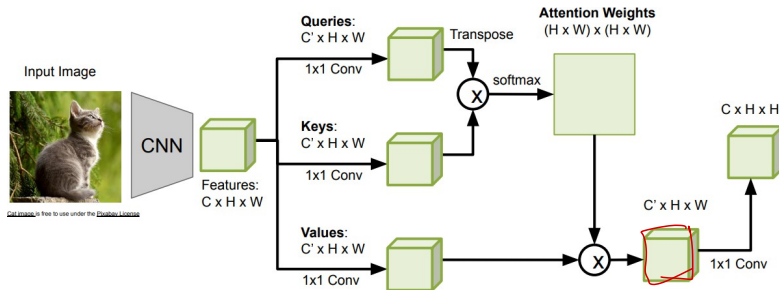 Input Image
Cat image is free to use under the Pixabay License
CNN
Features:
C x H x W
Queries:
C' x H x W
1x1 Conv
Keys:
C' x H x W
1x1 Conv
Values:
C' x H x W
1x1 Conv
Transpose
X
softmax
Attention Weights
(H x W) x (H x W)
X
C' x H x W
1x1 Conv
C x H x H